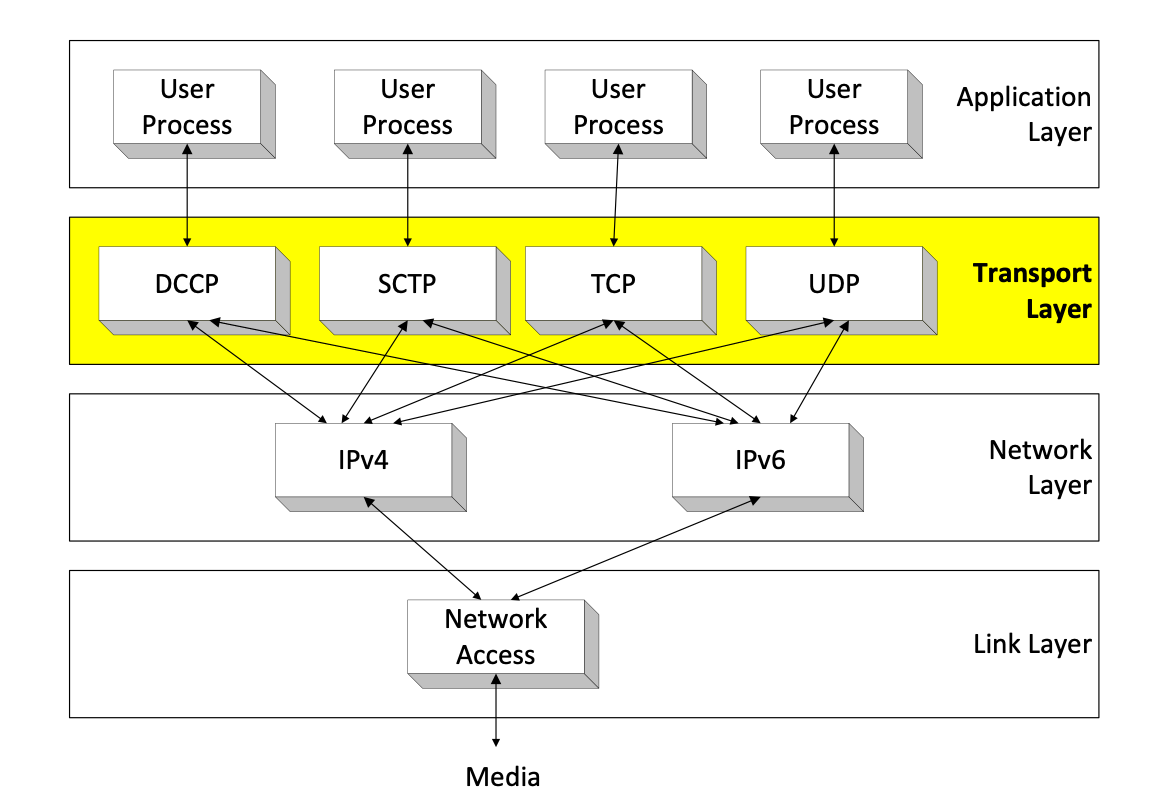 User
Process
User
Process
User
Process
User
Process
Application
Layer
DCCP
SCTP
TCP
UDP
Transport
Layer
IPv4
IPv6
Network
Layer
Network
Access
Link Layer
Media